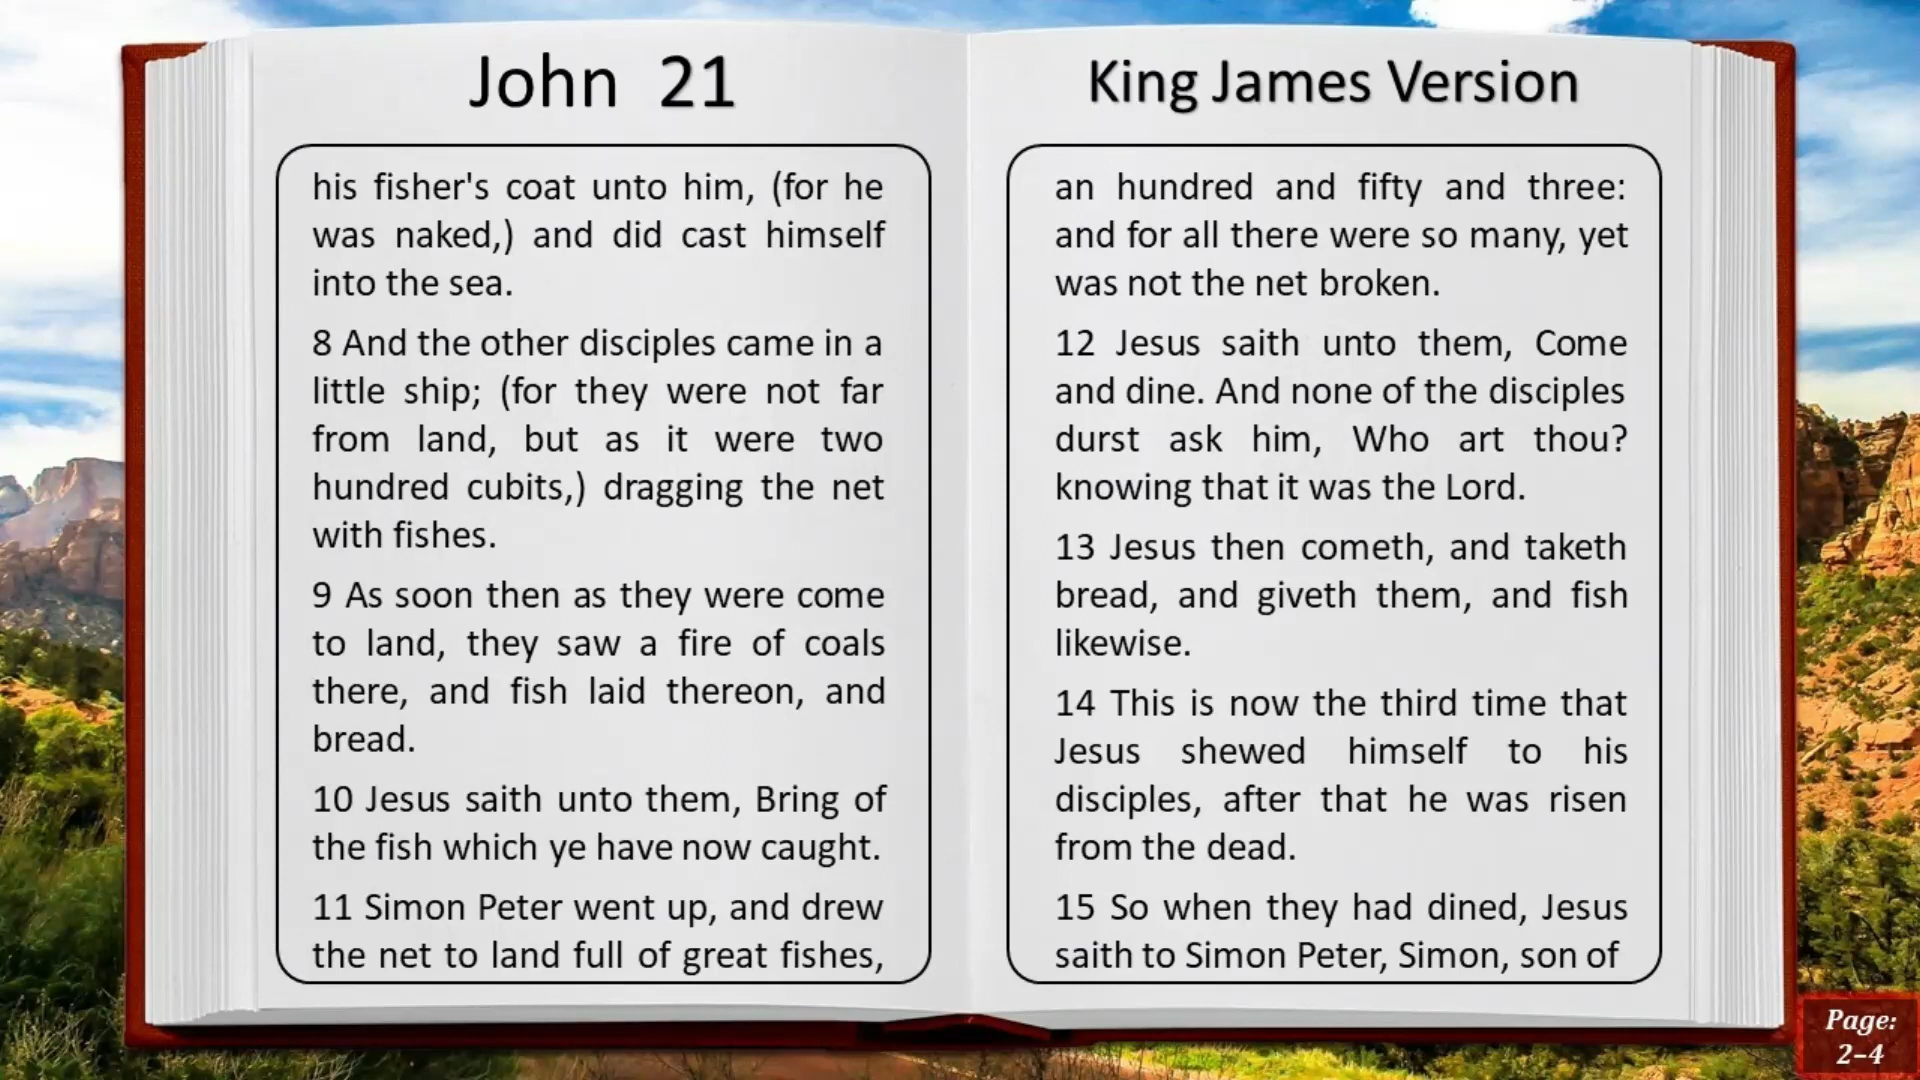 John 21
his fisher's coat unto him, (for he
was naked,) and did cast himself
into the sea.
8 And the other disciples came in a
little ship; (for they were not far
from land, but as it were two
hundred cubits,) dragging the net
with fishes.
9 As soon then as they were come
to land, they saw a fire of coals
there, and fish laid thereon, and
bread.
10 Jesus saith unto them, Bring of
the fish which ye have now caught.
11 Simon Peter went up, and drew
the net to land full of great fishes,
King James Version
an hundred and fifty and three:
and for all there were so many, yet
was not the net broken.
12 Jesus saith unto them, Come
and dine. And none of the disciples
durst ask him, Who art thou?
knowing that it was the Lord.
13 Jesus then cometh, and taketh
bread, and giveth them, and fish
likewise.
14 This is now the third time that
Jesus shewed himself to his
disciples, after that he was risen
from the dead.
15 So when they had dined, Jesus
saith to Simon Peter, Simon, son of
Page:
2–4